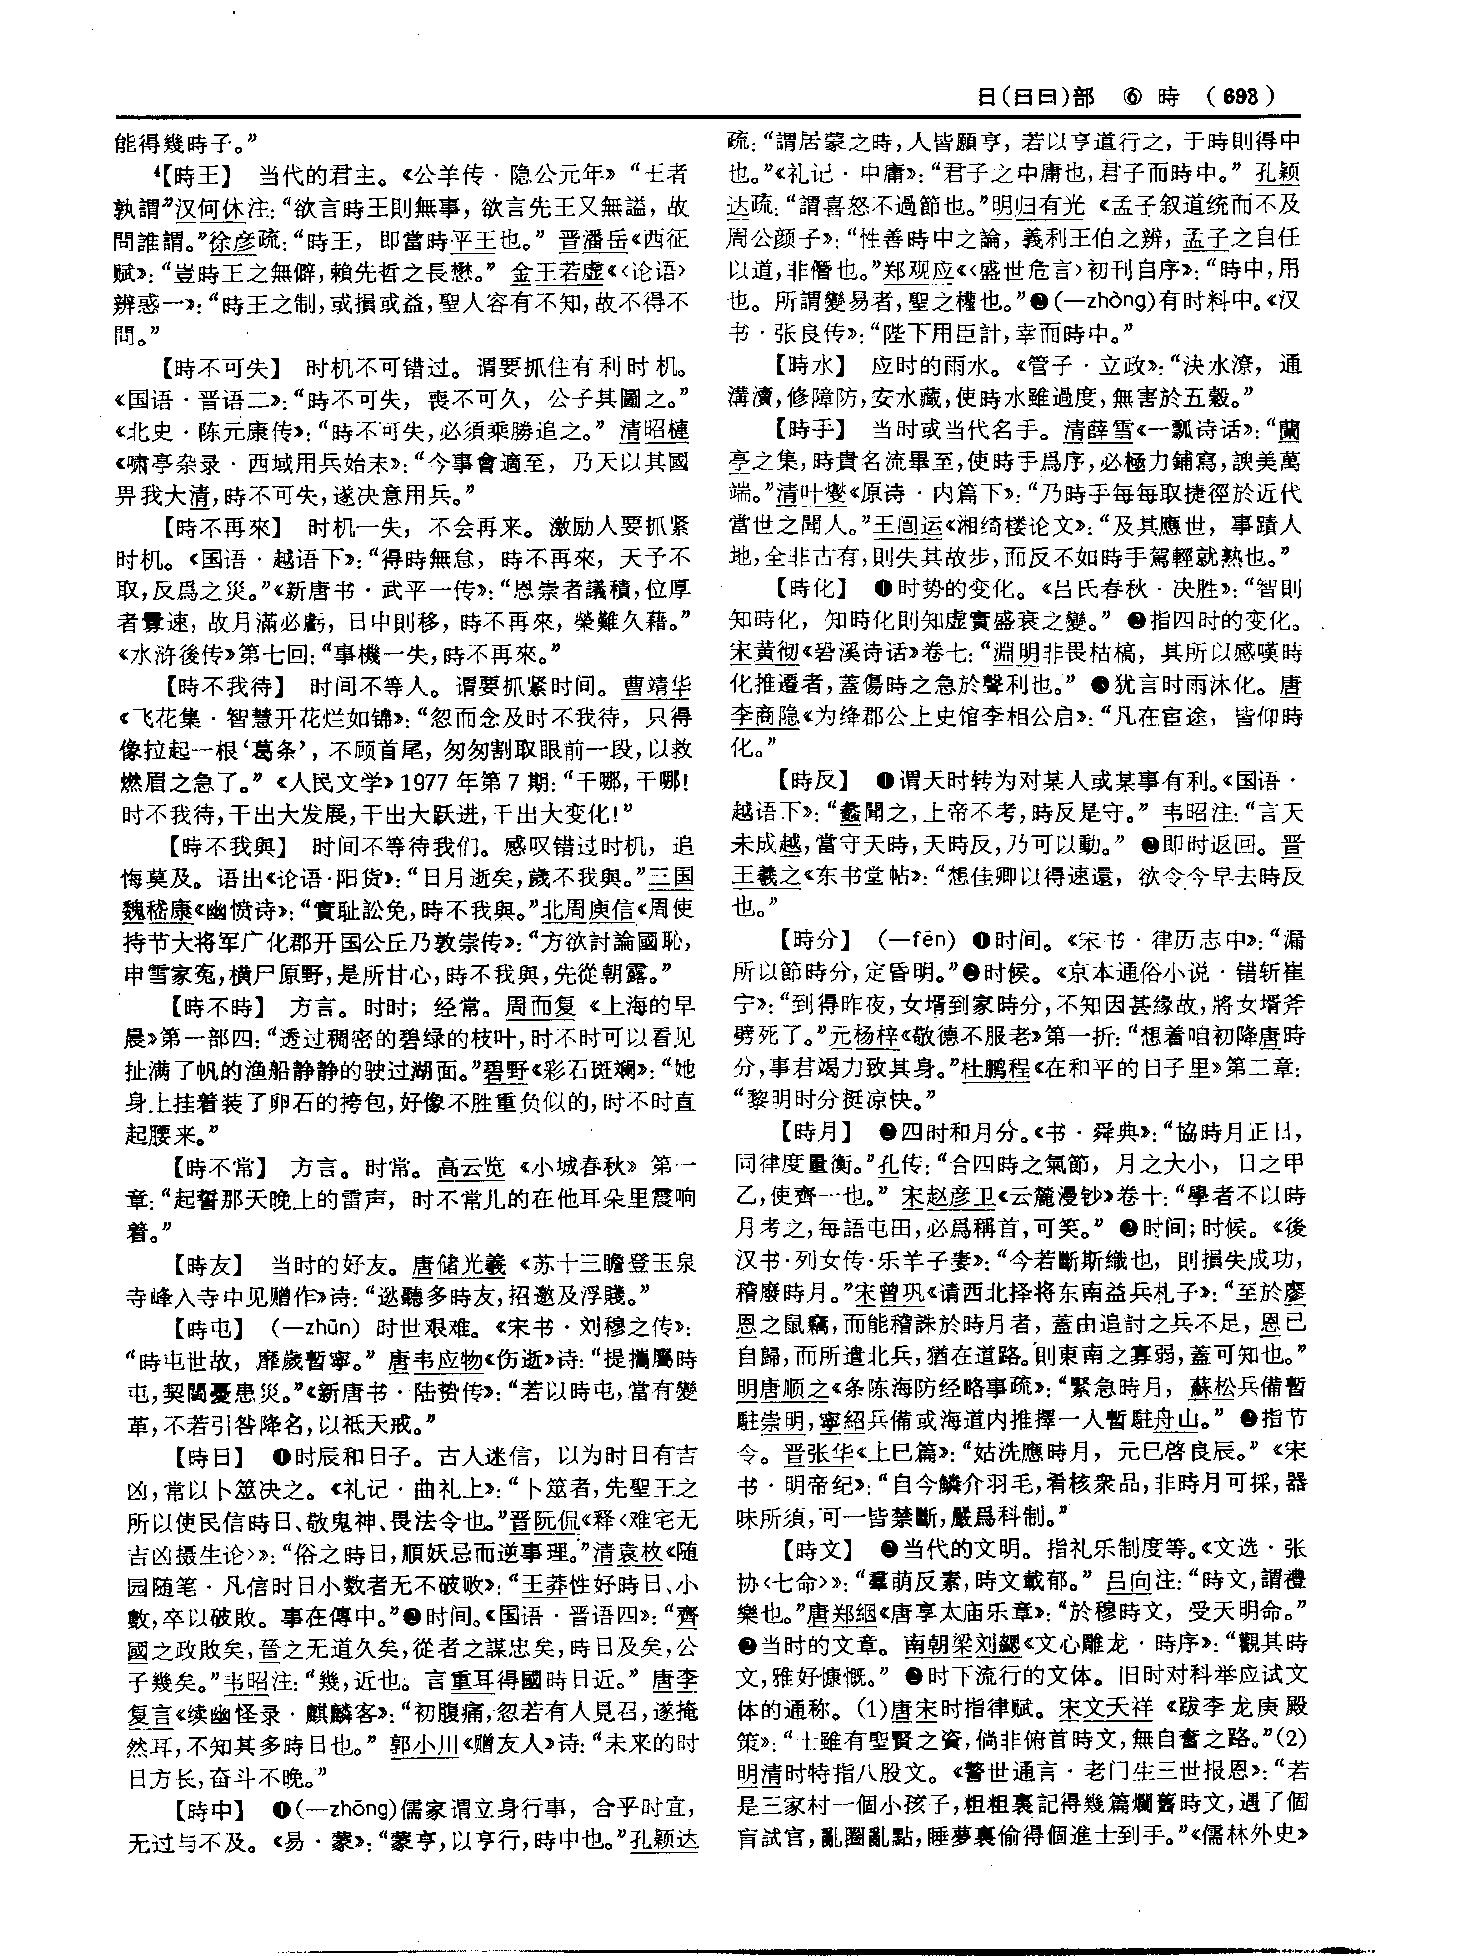 日(日曰)部 ⑥ 時 (693)
能得幾時子。”
【時王】 当代的君主。《公羊传·隐公元年》“王者
孰謂”汉何休注：“欲言時王則無事，欲言先王又無謚，故
問誰謂。”徐彦疏：“時王，即當時平王也。” 晋潘岳《西征
赋》：“豈時王之無僻，賴先哲之長懋。” 金王若虚《〈论语〉
辨惑一》：“時王之制，或損或益，聖人容有不知，故不得不
問。”
【時不可失】 时机不可错过。谓要抓住有利时机。
《国语·晋语二》：“時不可失，喪不可久，公子其圖之。”
《北史·陈元康传》：“時不可失，必須乘勝追之。” 清昭槤
《啸亭杂录·西域用兵始末》：“今事會適至，乃天以其國
畀我大清，時不可失，遂决意用兵。”
【時不再來】 时机一失，不会再来。激励人要抓紧
时机。《国语·越语下》：“得時無怠，時不再來，天予不
取，反爲之災。”《新唐书·武平一传》：“恩崇者議積，位厚
者釁速，故月滿必虧，日中則移，時不再來，榮難久藉。”
《水浒後传》第七回：“事機一失，時不再來。”
【時不我待】 时间不等人。谓要抓紧时间。曹靖华
《飞花集·智慧开花烂如锦》：“忽而念及时不我待，只得
像拉起一根‘葛条’，不顾首尾，匆匆割取眼前一段，以救
燃眉之急了。”《人民文学》1977年第7期：“干哪，干哪！
时不我待，干出大发展，干出大跃进，干出大变化！”
【時不我與】 时间不等待我们。感叹错过时机，追
悔莫及。语出《论语·阳货》：“日月逝矣，歲不我與。”三国
魏嵇康《幽愤诗》：“實耻訟免，時不我與。”北周庾信《周使
持节大将军广化郡开国公丘乃敦崇传》：“方欲討論國恥，
申雪家冤，横尸原野，是所甘心，時不我與，先從朝露。”
【時不時】 方言。时时；经常。周而复《上海的早
晨》第一部四：“透过稠密的碧绿的枝叶，时不时可以看见
扯满了帆的渔船静静的驶过湖面。”碧野《彩石斑斓》：“她
身上挂着装了卵石的挎包，好像不胜重负似的，时不时直
起腰来。”
【時不常】 方言。时常。高云览《小城春秋》第一
章：“起誓那天晚上的雷声，时不常儿的在他耳朵里震响
着。”
【時友】 当时的好友。唐储光羲《苏十三瞻登玉泉
寺峰入寺中见赠作》诗：“逖聽多時友，招邀及浮賤。”
【時屯】 (—zhūn) 时世艰难。《宋书·刘穆之传》：
“時屯世故，靡歲暫寧。” 唐韦应物《伤逝》诗：“提攜屬時
屯，契闊憂患災。”《新唐书·陆贽传》：“若以時屯，當有變
革，不若引咎降名，以祗天戒。”
【時日】 ❶时辰和日子。古人迷信，以为时日有吉
凶，常以卜筮决之。《礼记·曲礼上》：“卜筮者，先聖王之
所以使民信時日、敬鬼神、畏法令也。”晋阮侃《释〈难宅无
吉凶摄生论〉》：“俗之時日，順妖忌而逆事理。”清袁枚《随
园随笔·凡信时日小数者无不破败》：“王莽性好時日、小
數，卒以破敗。事在傳中。”❷时间。《国语·晋语四》：“齊
國之政敗矣，晉之无道久矣，從者之謀忠矣，時日及矣，公
子幾矣。”韦昭注：“幾，近也。言重耳得國時日近。” 唐李
复言《续幽怪录·麒麟客》：“初腹痛，忽若有人見召，遂掩
然耳，不知其多時日也。” 郭小川《赠友人》诗：“未来的时
日方长，奋斗不晚。”
【時中】 ❶(—zhōng)儒家谓立身行事，合乎时宜，
无过与不及。《易·蒙》：“蒙亨，以亨行，時中也。”孔颖达
疏：“謂居蒙之時，人皆願亨，若以亨道行之，于時則得中
也。”《礼记·中庸》：“君子之中庸也，君子而時中。” 孔颖
达疏：“謂喜怒不過節也。”明归有光《孟子叙道统而不及
周公颜子》：“性善時中之論，義利王伯之辨，孟子之自任
以道，非僭也。”郑观应《〈盛世危言〉初刊自序》：“時中，用
也。所謂變易者，聖之權也。”❷(—zhòng)有时料中。《汉
书·张良传》：“陛下用臣計，幸而時中。”
【時水】 应时的雨水。《管子·立政》：“决水潦，通
溝瀆，修障防，安水藏，使時水雖過度，無害於五穀。”
【時手】 当时或当代名手。清薛雪《一瓢诗话》：“蘭
亭之集，時貴名流畢至，使時手爲序，必極力鋪寫，諛美萬
端。”清叶燮《原诗·内篇下》：“乃時手每每取捷徑於近代
當世之聞人。”王闿运《湘绮楼论文》：“及其應世，事蹟人
地，全非古有，則失其故步，而反不如時手駕輕就熟也。”
【時化】 ❶时势的变化。《吕氏春秋·决胜》：“智則
知時化，知時化則知虚實盛衰之變。” ❷指四时的变化。
宋黄彻《䂬溪诗话》卷七：“淵明非畏枯槁，其所以感嘆時
化推遷者，蓋傷時之急於聲利也。” ❸犹言时雨沐化。唐
李商隐《为绛郡公上史馆李相公启》：“凡在宦途，皆仰時
化。”
【時反】 ❶谓天时转为对某人或某事有利。《国语·
越语下》：“蠡聞之，上帝不考，時反是守。” 韦昭注：“言天
未成越，當守天時，天時反，乃可以動。” ❷即时返回。晋
王羲之《东书堂帖》：“想佳卿以得速還，欲令今早去時反
也。”
【時分】 (—fēn) ❶时间。《宋书·律历志中》：“漏
所以節時分，定昏明。”❷时候。《京本通俗小说·错斩崔
宁》：“到得昨夜，女壻到家時分，不知因甚缘故，將女壻斧
劈死了。”元杨梓《敬德不服老》第一折：“想着咱初降唐時
分，事君竭力致其身。”杜鹏程《在和平的日子里》第二章：
“黎明时分挺凉快。”
【時月】 ❶四时和月分。《书·舜典》：“協時月正日，
同律度量衡。”孔传：“合四時之氣節，月之大小，日之甲
乙，使齊一也。” 宋赵彦卫《云麓漫钞》卷十：“學者不以時
月考之，每語屯田，必爲稱首，可笑。” ❷时间；时候。《後
汉书·列女传·乐羊子妻》：“今若斷斯織也，則損失成功，
稽廢時月。”宋曾巩《请西北择将东南益兵札子》：“至於廖
恩之鼠竊，而能稽誅於時月者，蓋由追討之兵不足，恩已
自歸，而所遣北兵，猶在道路。則東南之寡弱，蓋可知也。”
明唐顺之《条陈海防经略事疏》：“緊急時月，蘇松兵備暫
駐崇明，寧紹兵備或海道内推擇一人暫駐舟山。” ❸指节
令。晋张华《上巳篇》：“姑洗應時月，元巳啓良辰。”《宋
书·明帝纪》：“自今鱗介羽毛，肴核衆品，非時月可採，器
味所須，可一皆禁斷，嚴爲科制。”
【時文】 ❶当代的文明。指礼乐制度等。《文选·张
协〈七命〉》：“羣萌反素，時文載郁。” 吕向注：“時文，謂禮
樂也。”唐郑絪《唐享太庙乐章》：“於穆時文，受天明命。”
❷当时的文章。南朝梁刘勰《文心雕龙·時序》：“觀其時
文，雅好慷慨。” ❸时下流行的文体。旧时对科举应试文
体的通称。(1)唐宋时指律赋。宋文天祥《跋李龙庚殿
策》：“士雖有聖賢之資，倘非俯首時文，無自奮之路。”(2)
明清时特指八股文。《警世通言·老门生三世报恩》：“若
是三家村一個小孩子，粗粗裏記得幾篇爛舊時文，遇了個
盲試官，亂圈亂點，睡夢裏偷得個進士到手。”《儒林外史》